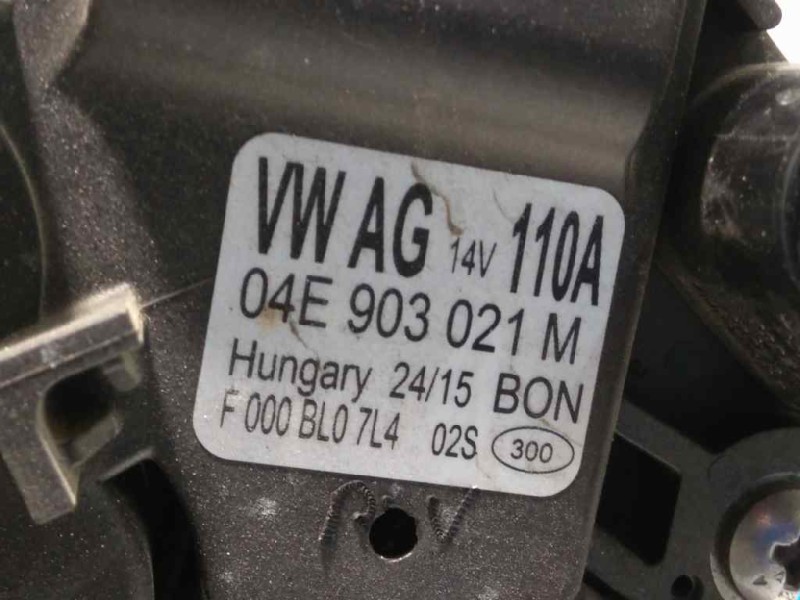 VW AG 14V 110A
04E 903 021 M
Hungary 24/15 BON
F 000 BL0 7L4 02S 300